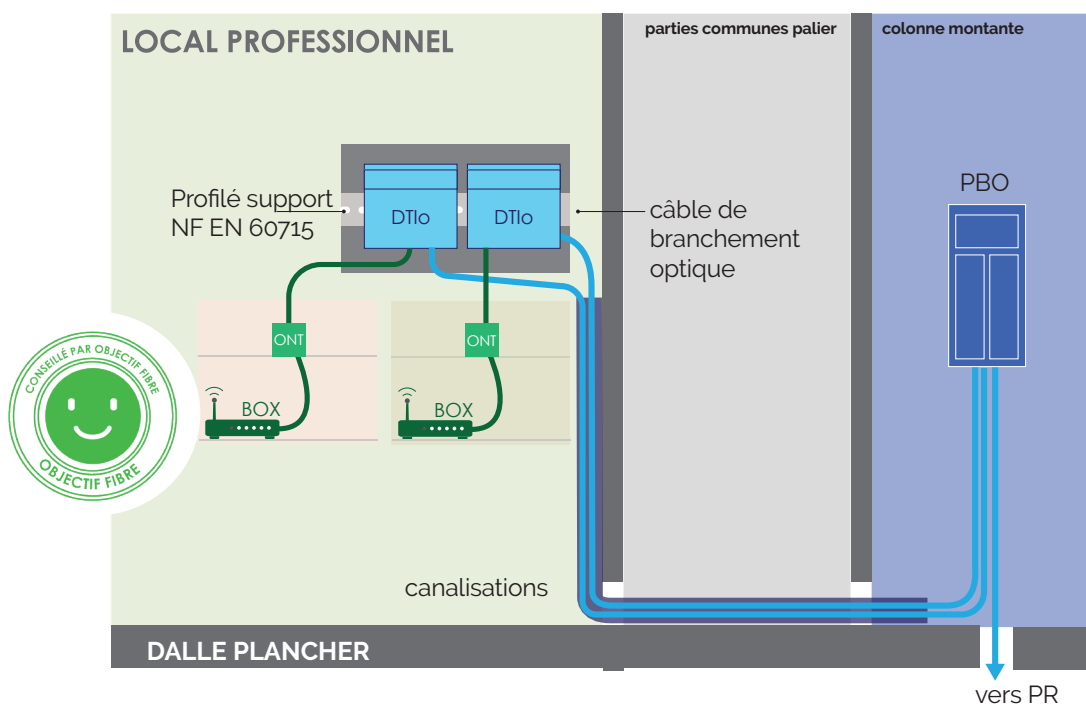 LOCAL PROFESSIONNEL
parties communes palier
colonne montante
Profilé support
NF EN 60715
DTIo
DTIo
câble de
branchement
optique
PBO
ONT
ONT
BOX
BOX
CONSEILLÉ PAR OBJECTIF FIBRE
OBJECTIF FIBRE
canalisations
DALLE PLANCHER
vers PR